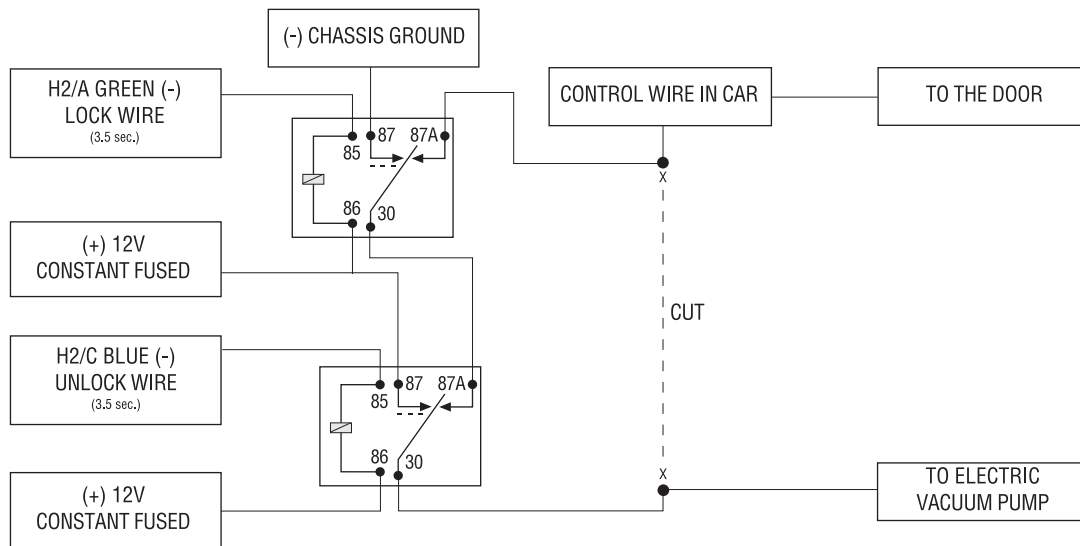 (-) CHASSIS GROUND
H2/A GREEN (-)
LOCK WIRE
(3.5 sec.)
CONTROL WIRE IN CAR
TO THE DOOR
87
87A
85
X
86
30
(+) 12V
CONSTANT FUSED
CUT
H2/C BLUE (-)
UNLOCK WIRE
(3.5 sec.)
87
87A
85
86
30
X
(+) 12V
CONSTANT FUSED
TO ELECTRIC
VACUUM PUMP